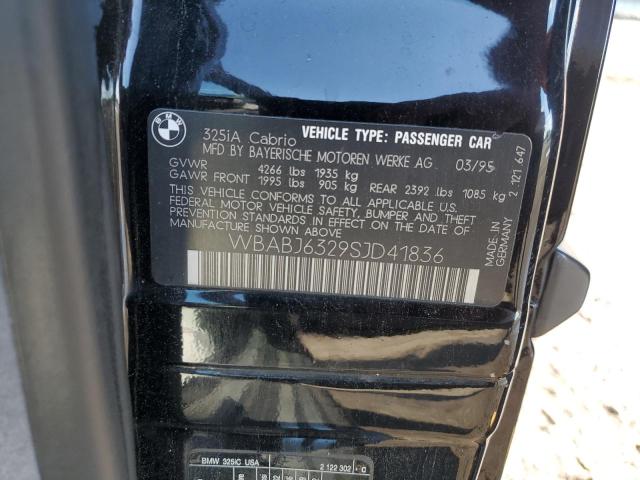 BMW
325iA Cabrio VEHICLE TYPE: PASSENGER CAR
MFD BY BAYERISCHE MOTOREN WERKE AG 03/95
GVWR 4266 lbs 1935 kg
GAWR FRONT 1995 lbs 905 kg REAR 2392 lbs 1085 kg
THIS VEHICLE CONFORMS TO ALL APPLICABLE U.S.
FEDERAL MOTOR VEHICLE SAFETY, BUMPER AND THEFT
PREVENTION STANDARDS IN EFFECT ON THE DATE OF
MANUFACTURE SHOWN ABOVE
WBABJ6329SJD41836
MADE IN
GERMANY
2 121 647
BMW 325iC USA 2 122 302